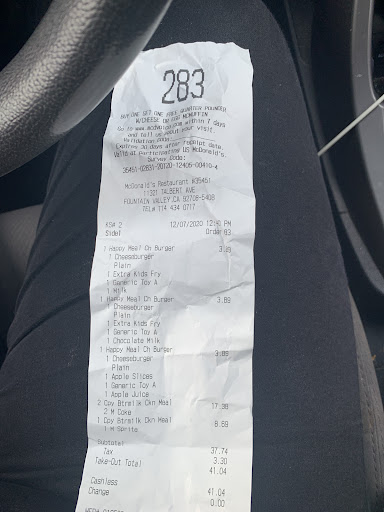 283
BUY ONE GET ONE FREE QUARTER POUNDER
W/CHEESE OR EGG MCMUFFIN
Go to www.mcdvoice.com within 7 days
and tell us about your visit.
Validation Code:
Expires 30 days after receipt date.
Valid at participating US McDonald's
Survey Code:
McDonald's Restaurant #35451
11321 TALBERT AVE
FOUNTAIN VALLEY,CA 92708-5408
TEL# 714 434 0717
KS# 2 12/07/2020 PM
Side1 Order 83
1 Happy Meal Ch Burger 3.89
1 Cheeseburger
Plain
1 Extra Kids Fry
1 Generic Toy A
1 Milk
1 Happy Meal Ch Burger 3.89
1 Cheeseburger
Plain
1 Extra Kids Fry
1 Generic Toy A
1 Chocolate Milk
1 Happy Meal Ch Burger 3.89
1 Cheeseburger
Plain
1 Apple Slices
1 Generic Toy A
1 Apple Juice
2 Cpy Btrmilk Ckn Meal 17.38
2 M Coke
1 Cpy Btrmilk Ckn Meal 8.69
1 M Sprite
Subtotal 37.74
Tax 3.30
Take-Out Total 41.04
Cashless 41.04
Change 0.00